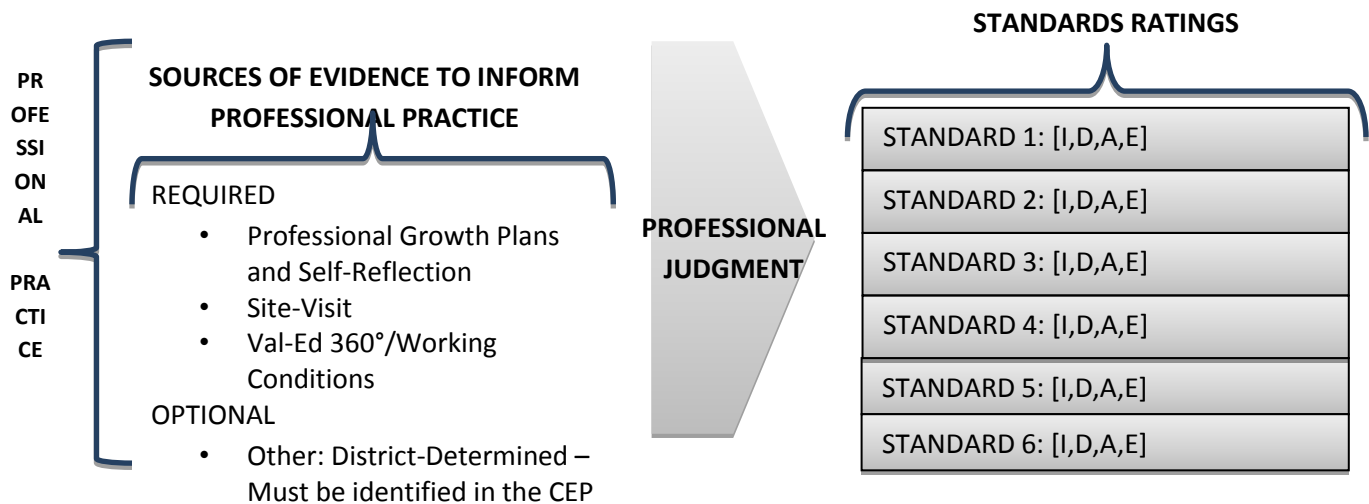 PR
OFE
SSI
ON
AL
PRA
CTI
CE
SOURCES OF EVIDENCE TO INFORM
PROFESSIONAL PRACTICE
REQUIRED
• Professional Growth Plans
and Self-Reflection
• Site-Visit
• Val-Ed 360°/Working
Conditions
OPTIONAL
• Other: District-Determined –
Must be identified in the CEP
PROFESSIONAL
JUDGMENT
STANDARDS RATINGS
STANDARD 1: [I,D,A,E]
STANDARD 2: [I,D,A,E]
STANDARD 3: [I,D,A,E]
STANDARD 4: [I,D,A,E]
STANDARD 5: [I,D,A,E]
STANDARD 6: [I,D,A,E]